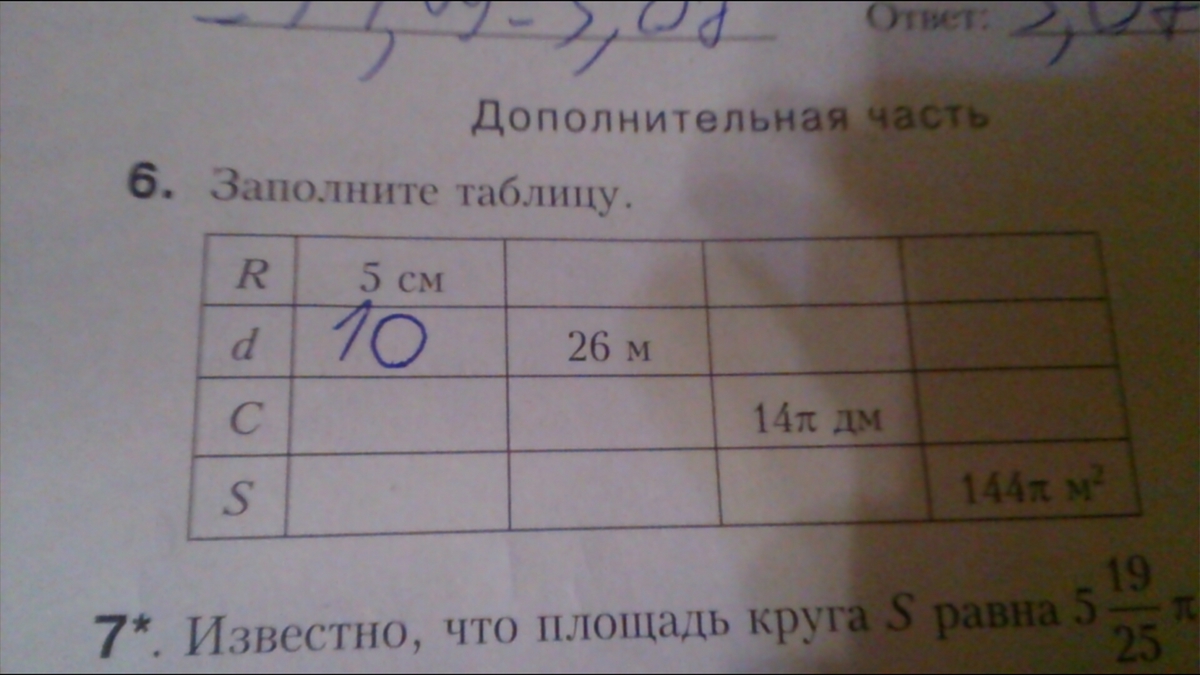 Ответ:
Дополнительная часть
6. Заполните таблицу.
R 5 см
d 10 26 м
C 14π дм
S 144π м²
7*. Известно, что площадь круга S равна 5 19/25 π